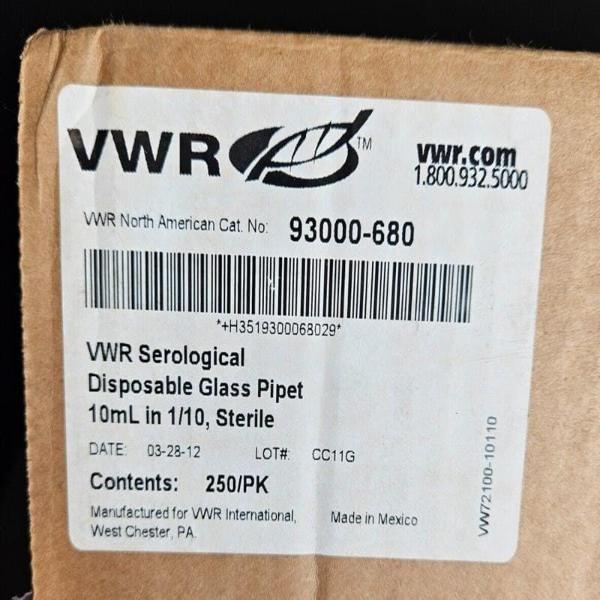 VWR™
vwr.com
1.800.932.5000
VWR North American Cat. No: 93000-680
*+H3519300068029*
VWR Serological
Disposable Glass Pipet
10mL in 1/10, Sterile
DATE: 03-28-12 LOT#: CC11G
Contents: 250/PK
Manufactured for VWR International,
West Chester, PA.
Made in Mexico
VW72100-10110